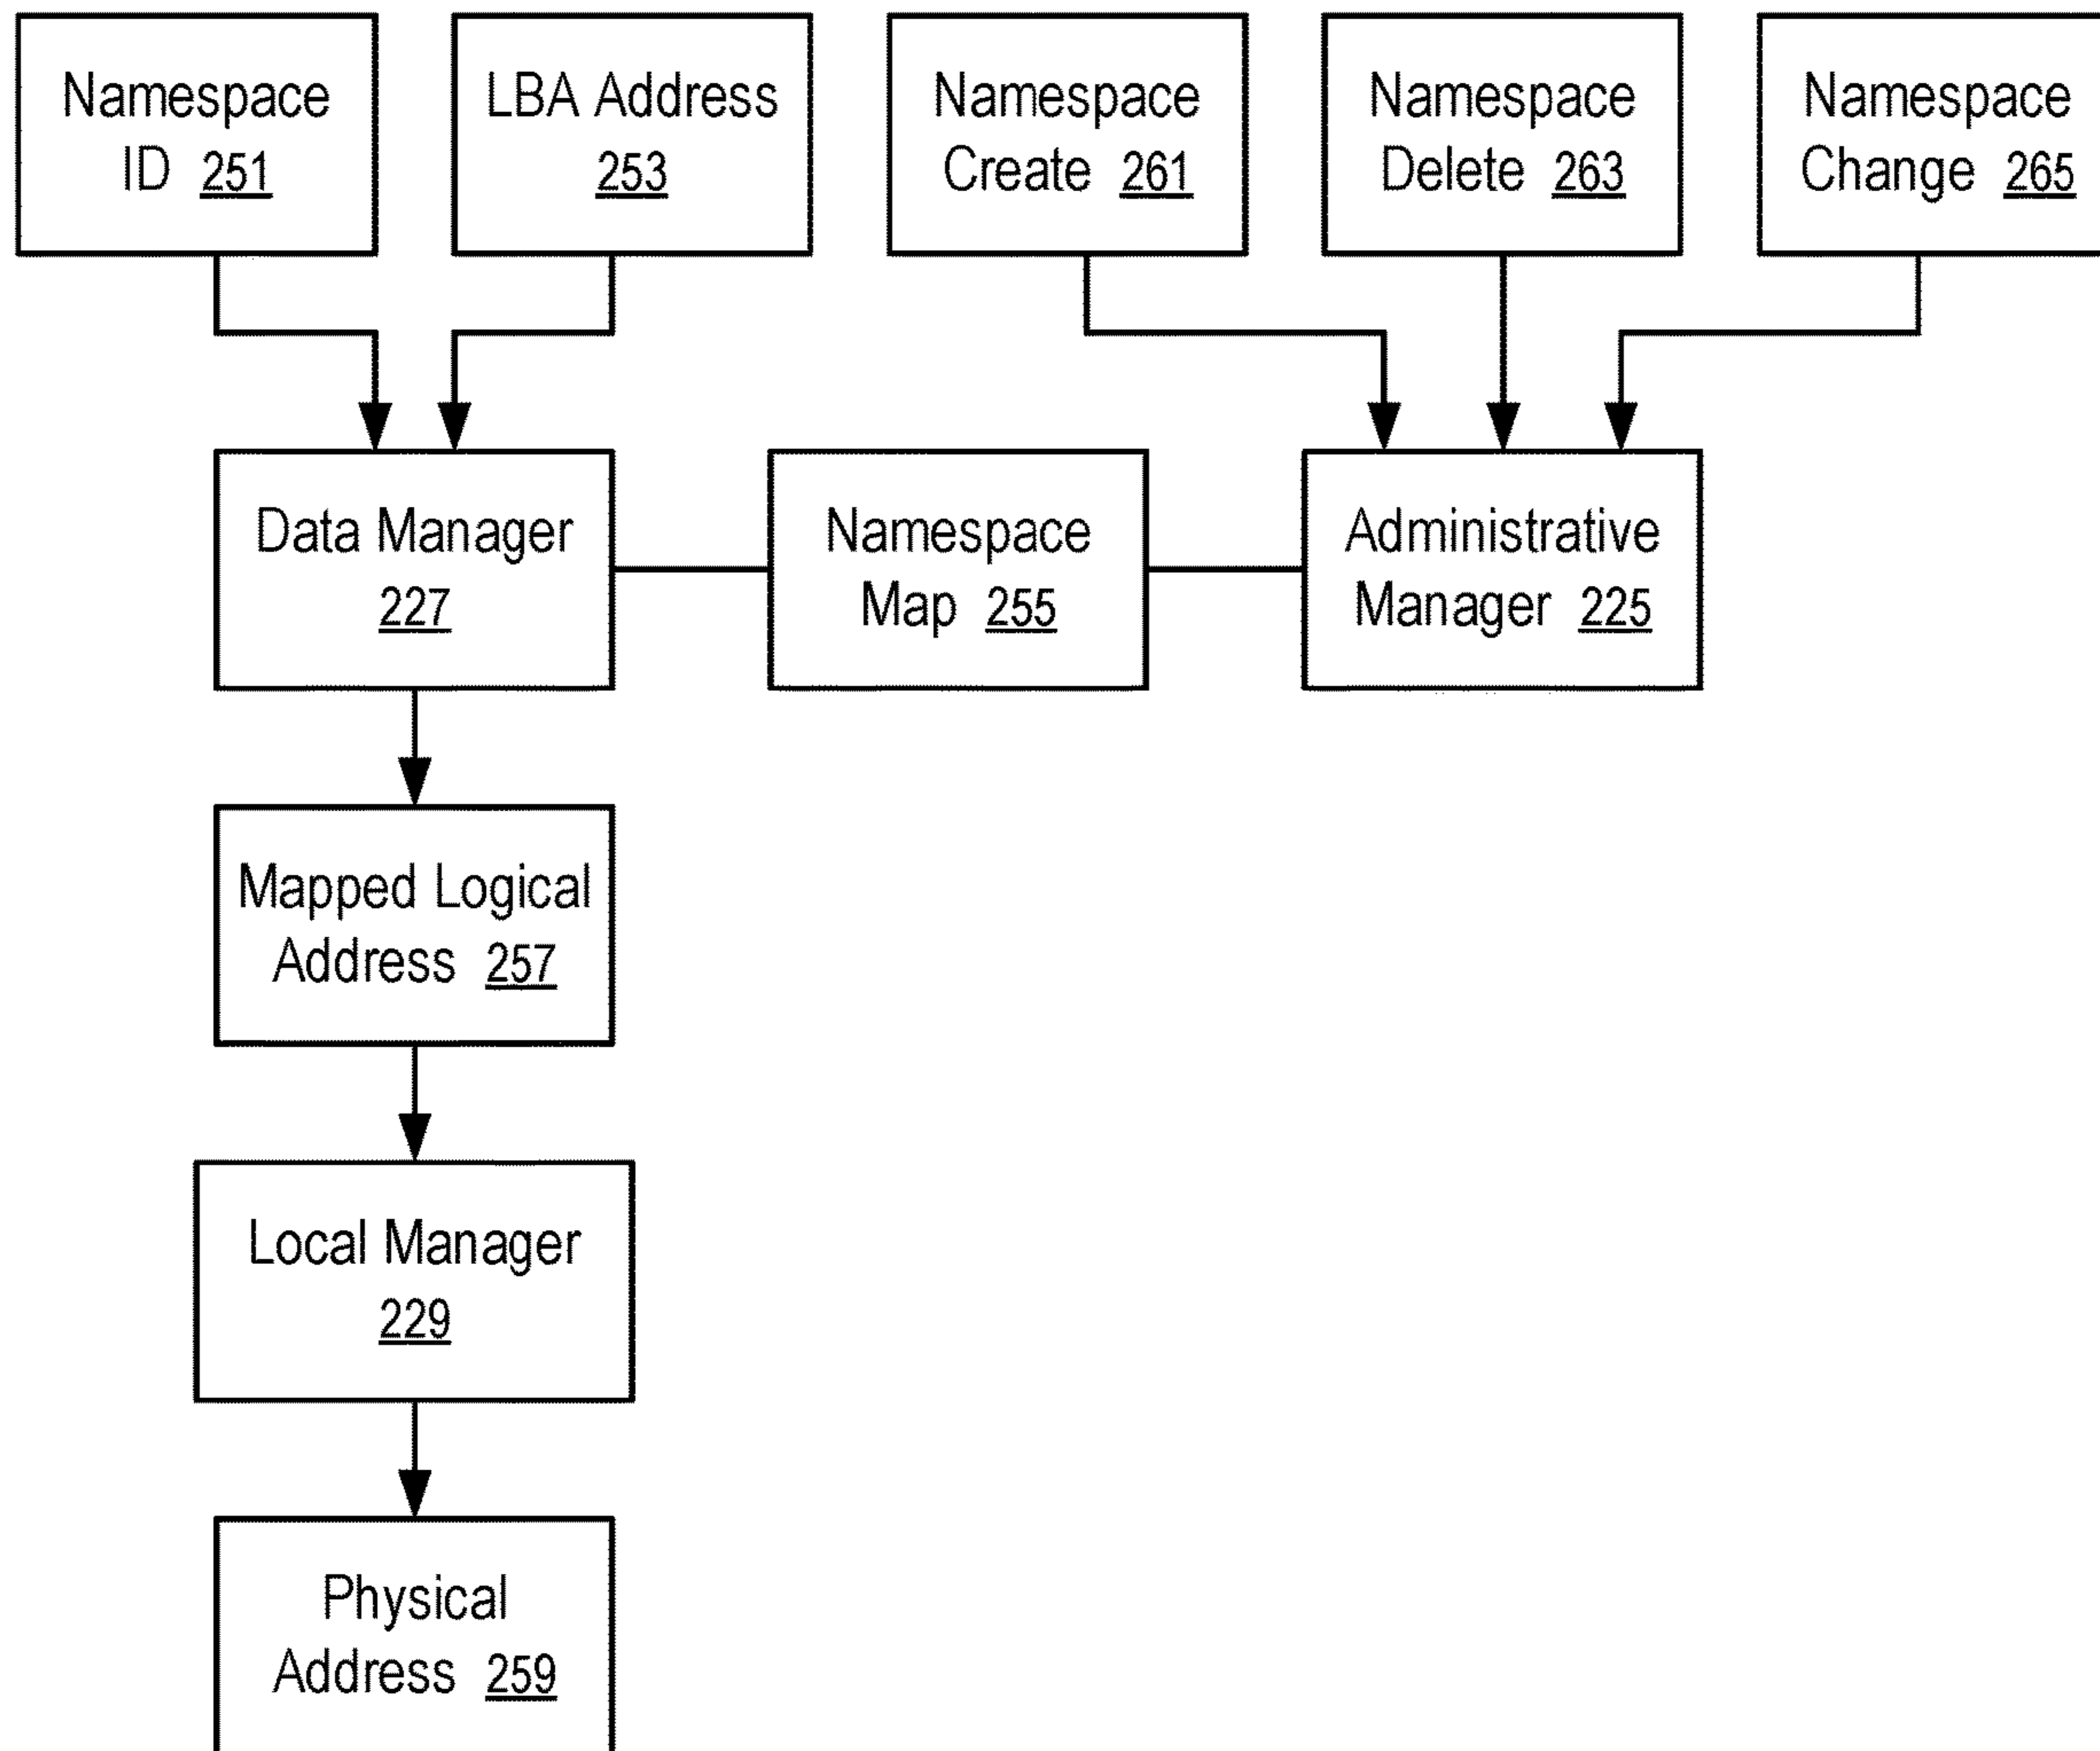 Namespace
ID 251
LBA Address
253
Namespace
Create 261
Namespace
Delete 263
Namespace
Change 265
Data Manager
227
Namespace
Map 255
Administrative
Manager 225
Mapped Logical
Address 257
Local Manager
229
Physical
Address 259